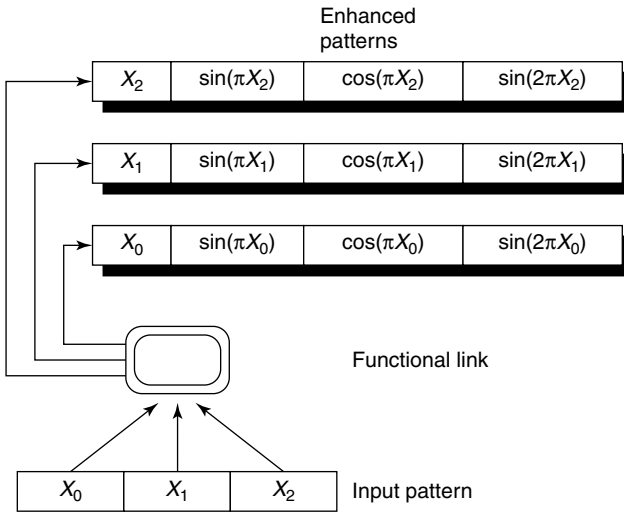 Enhanced
patterns
X₂ sin(πX₂) cos(πX₂) sin(2πX₂)
X₁ sin(πX₁) cos(πX₁) sin(2πX₁)
X₀ sin(πX₀) cos(πX₀) sin(2πX₀)
Functional link
X₀ X₁ X₂ Input pattern